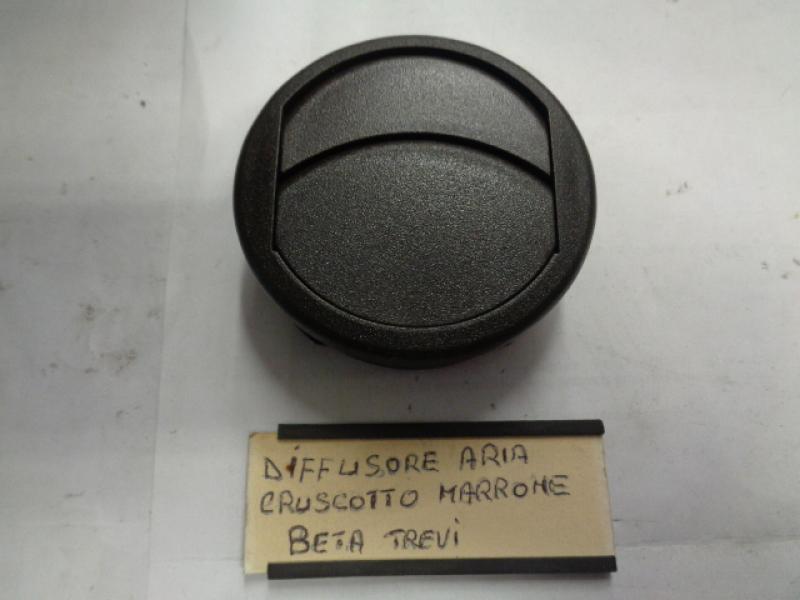 DIFFUSORE ARIA
CRUSCOTTO MARRONE
BETA TREVI